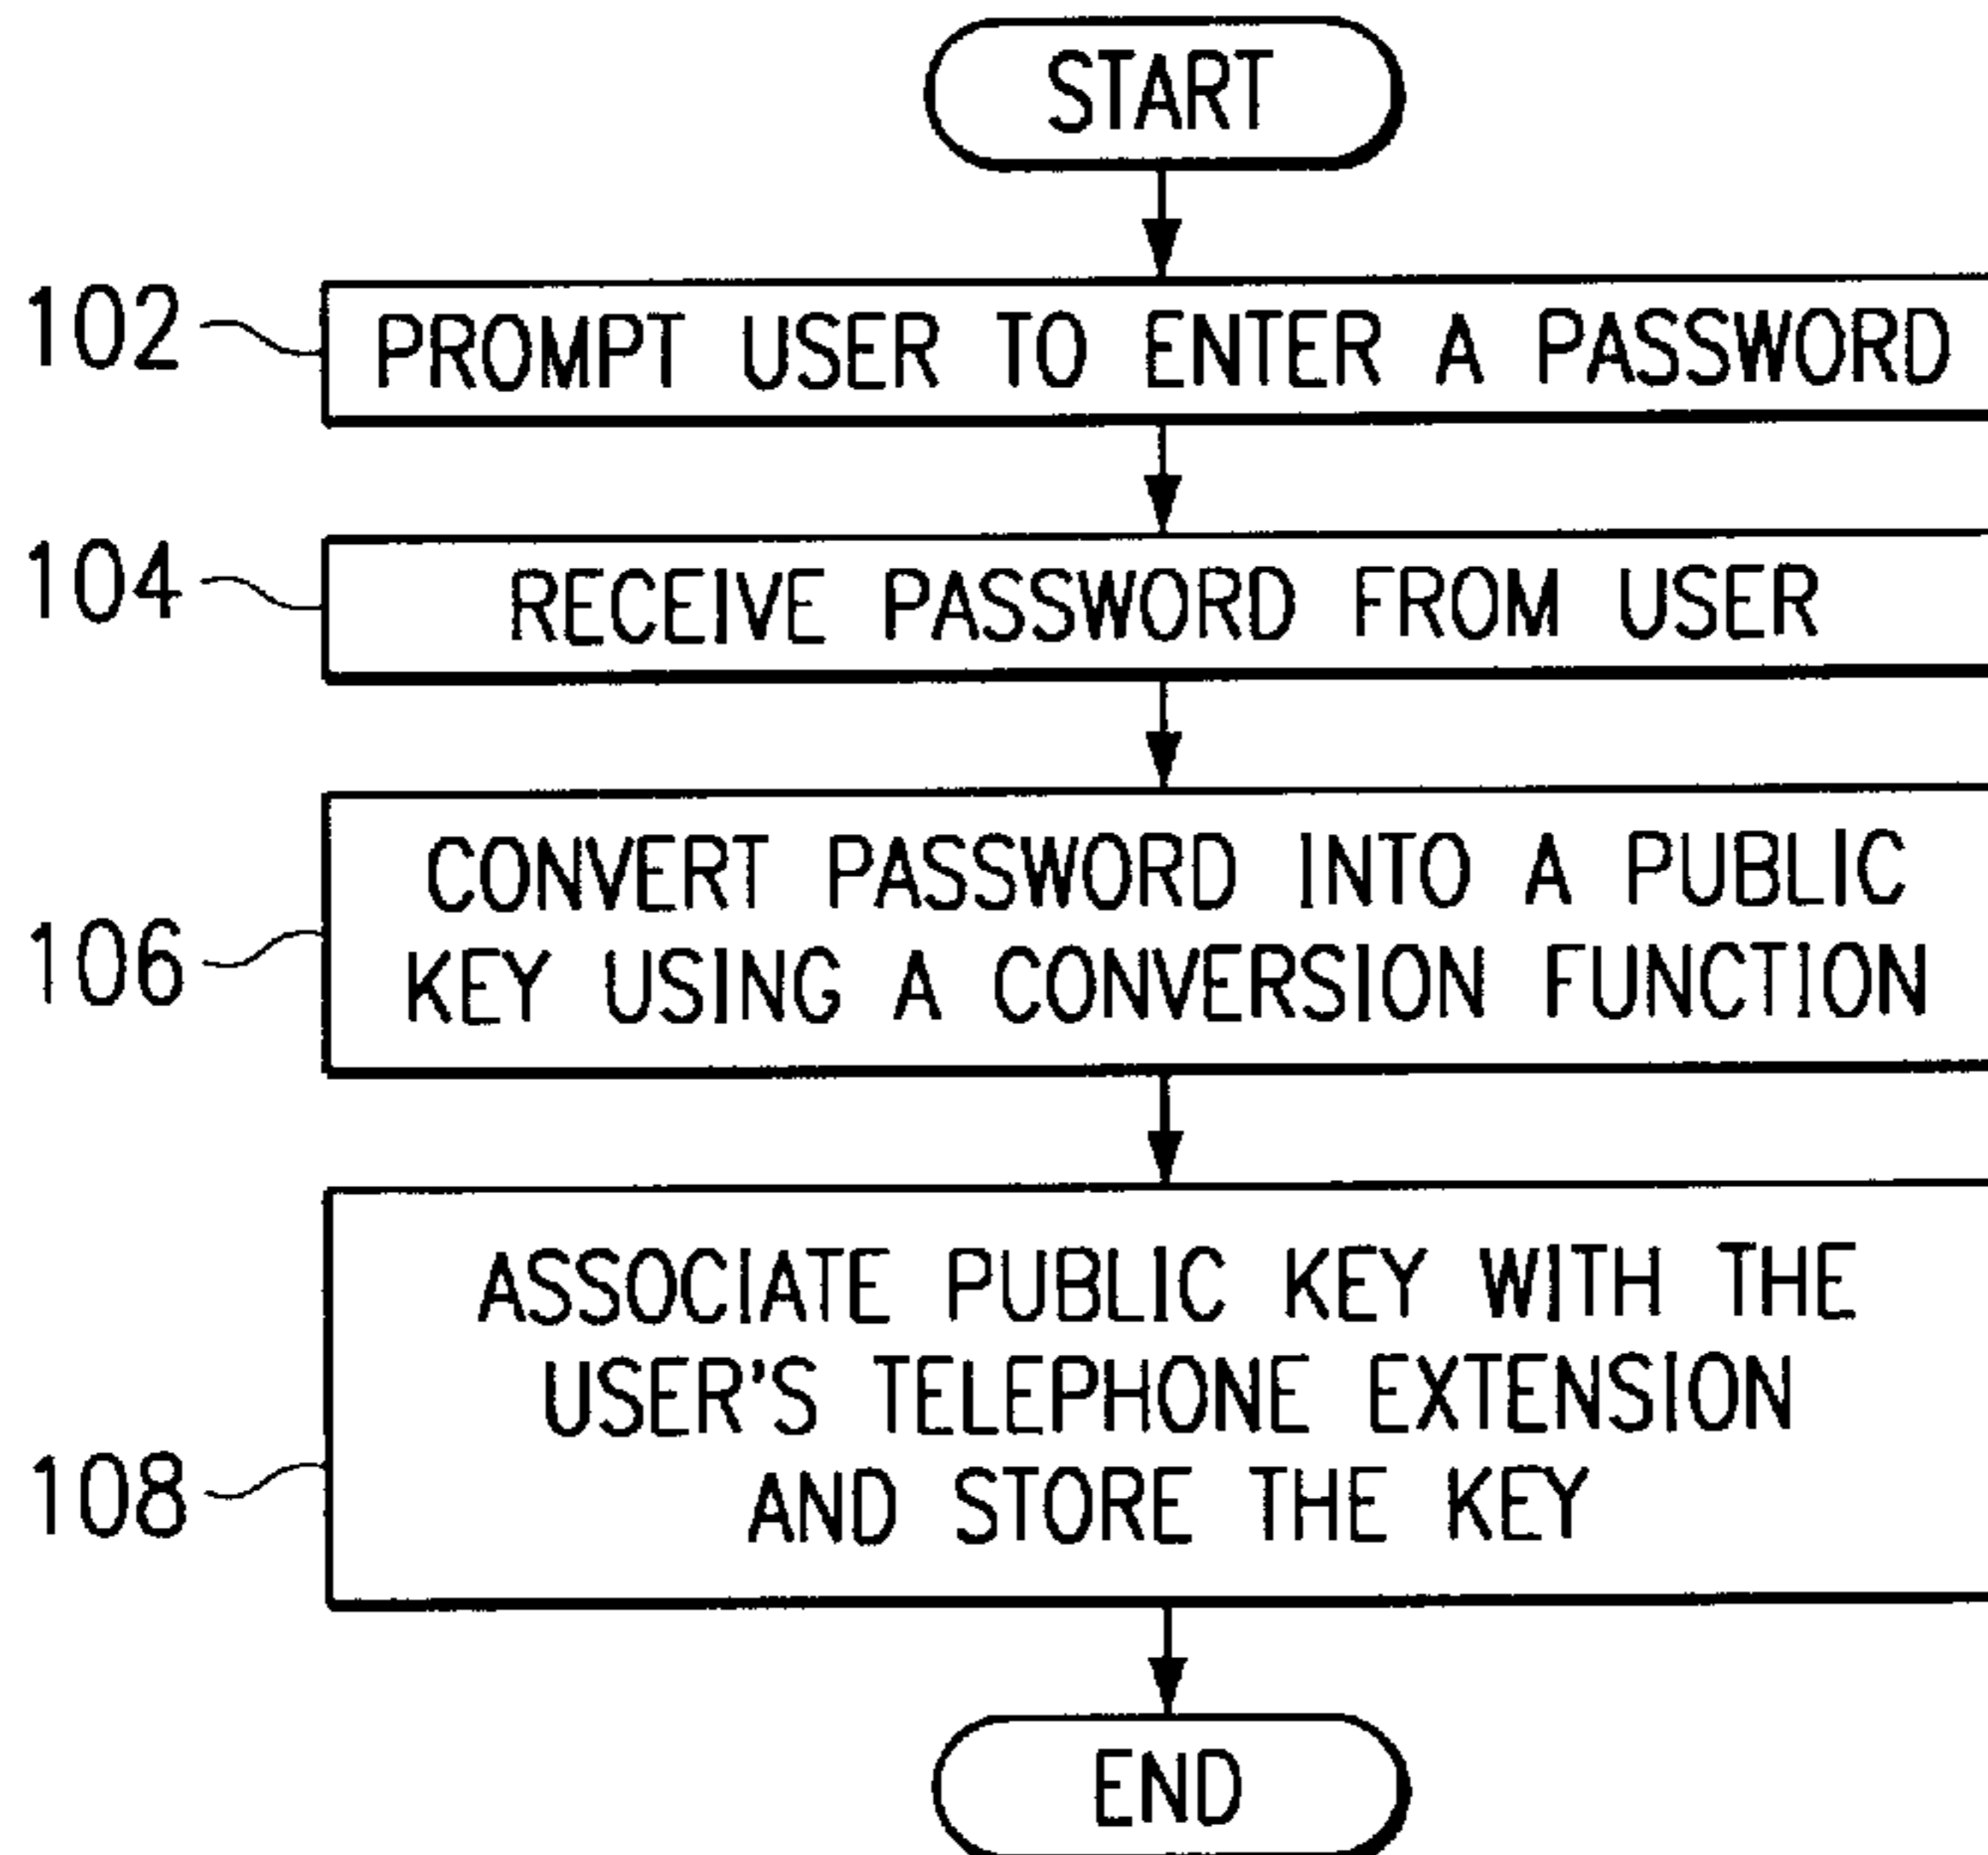 START
102
PROMPT USER TO ENTER A PASSWORD
104
RECEIVE PASSWORD FROM USER
106
CONVERT PASSWORD INTO A PUBLIC
KEY USING A CONVERSION FUNCTION
108
ASSOCIATE PUBLIC KEY WITH THE
USER'S TELEPHONE EXTENSION
AND STORE THE KEY
END